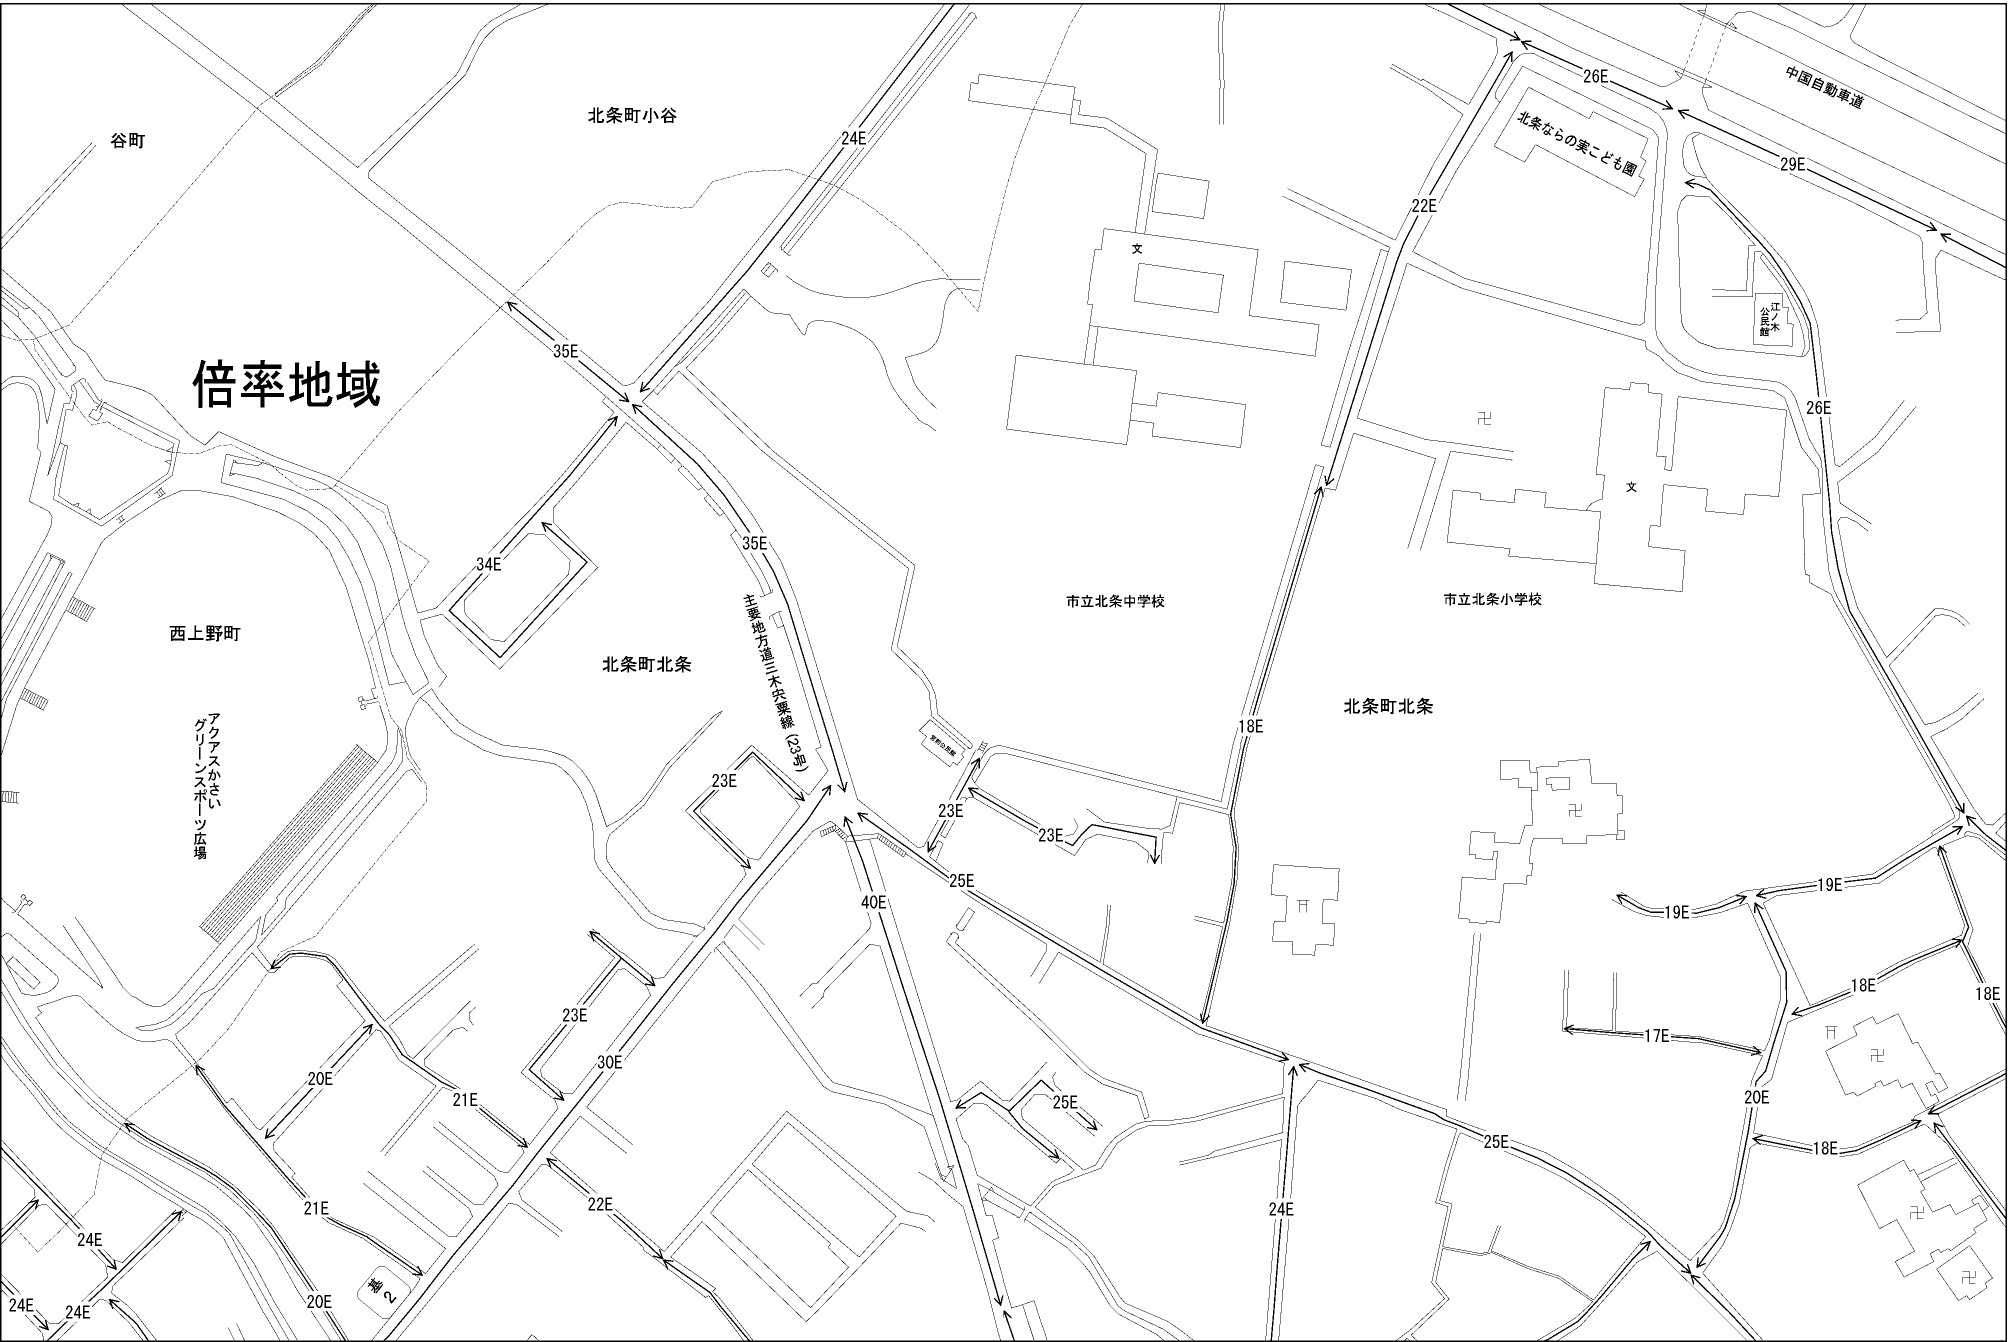 中国自動車道
26E
北条町小谷
北条ならの実こども園
24E
谷町
29E
22E
文
江ノ木
公民館
35E
倍率地域
26E
文
35E
34E
市立北条中学校
市立北条小学校
西上野町
主要地方道三木宍粟線(23号)
北条町北条
北条町北条
18E
アクアスかさい
グリーンスポーツ広場
23E
23E
23E
25E
19E
40E
19E
18E
18E
23E
17E
30E
20E
21E
25E
20E
25E
18E
21E
22E
24E
24E
基2
20E
24E
24E